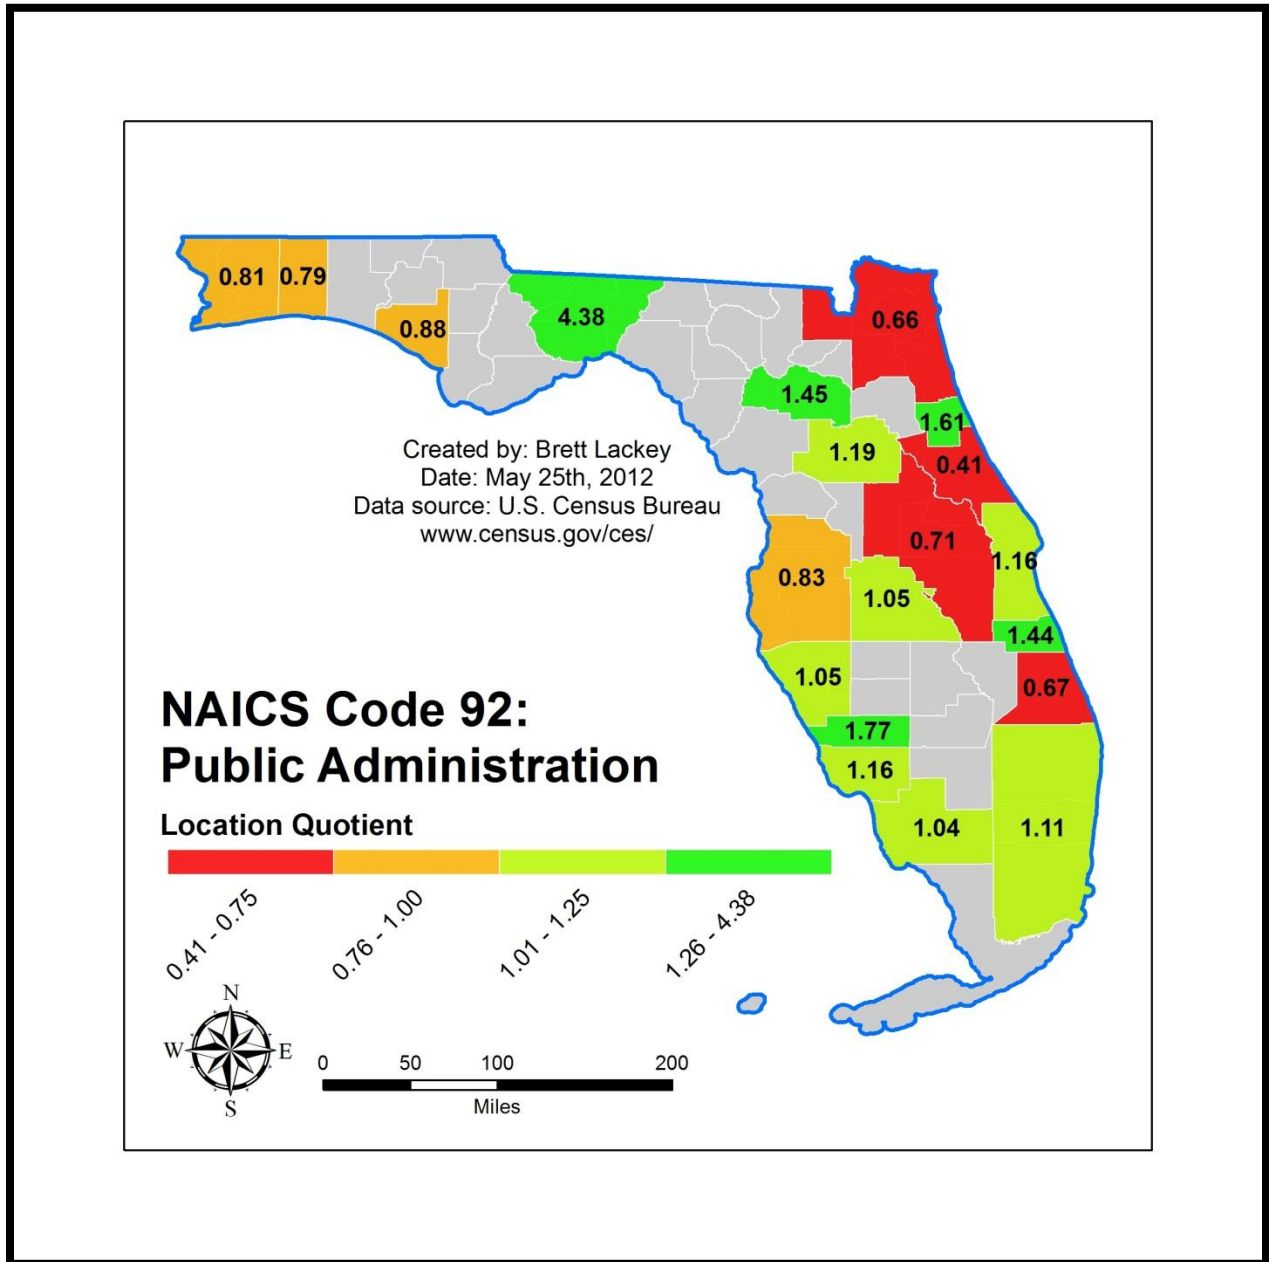 0.81
0.79
0.88
4.38
0.66
1.45
1.61
1.19
0.41
Created by: Brett Lackey
Date: May 25th, 2012
Data source: U.S. Census Bureau
www.census.gov/ces/
0.71
1.16
0.83
1.05
1.44
1.05
0.67
1.77
1.16
1.04
1.11
NAICS Code 92:
Public Administration
Location Quotient
0.41 - 0.75
0.76 - 1.00
1.01 - 1.25
1.26 - 4.38
N
W
E
S
0 50 100 200
Miles